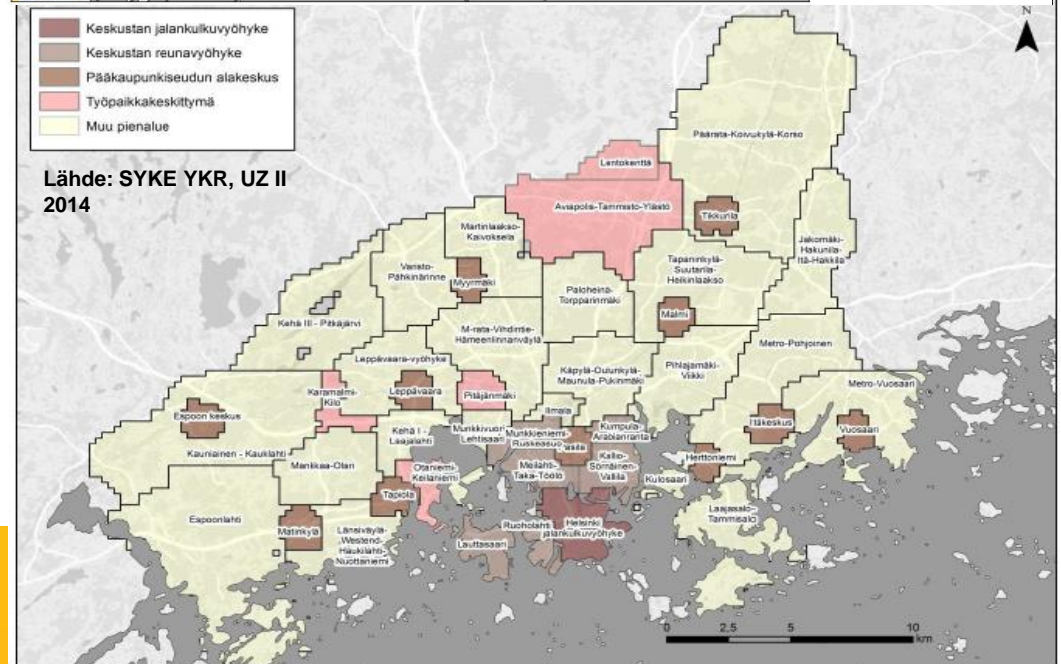 Keskustan jalankulkuvyöhyke
Keskustan reunavyöhyke
Pääkaupunkiseudun alakeskus
Työpaikkakeskittymä
Muu pienalue
Lähde: SYKE YKR, UZ II
2014
N
Päärata-Koivukylä-Korso
Lentokenttä
Aviapolis-Tammisto-Ylästö
Tikkurila
Martinlaakso-
Kaivoksela
Jakomäki-
Hakunila-
Itä-Hakkila
Varisto-
Pähkinärinne
Myyrmäki
Tapaninkylä-
Suutarila-
Heikinlaakso
Paloheinä-
Torpparinmäki
Malmi
Kehä III - Pitkäjärvi
M-rata-Vihdintie-
Hämeenlinnanväylä
Metro-Pohjoinen
Leppävaara-vyöhyke
Käpylä-Oulunkylä-
Maunula-Pukinmäki
Pihlajamäki-
Viikki
Karamalmi-
Kilo
Leppävaara
Pitäjänmäki
Metro-Vuosaari
Espoon keskus
Ilmala
Itäkeskus
Vuosaari
Kehä I -
Laajalahti
Munkkivuori-
Lehtisaari
Munkkiniemi-
Ruskeasuo
Kumpula-
Arabianranta
Kauniainen - Kauklahti
Mankkaa-Olari
Otaniemi-
Keilaniemi
Meilahti-
Taka-Töölö
Kallio-
Sörnäinen-
Vallila
Herttoniemi
Kulosaari
Tapiola
Laajasalo-
Tammisalo
Espoonlahti
Matinkylä
Länsiväylä-
Westend-
Haukilahti-
Nuottaniemi
Lauttasaari
Ruoholahti
Helsinki
jalankulkuvyöhyke
0 2,5 5 10
km